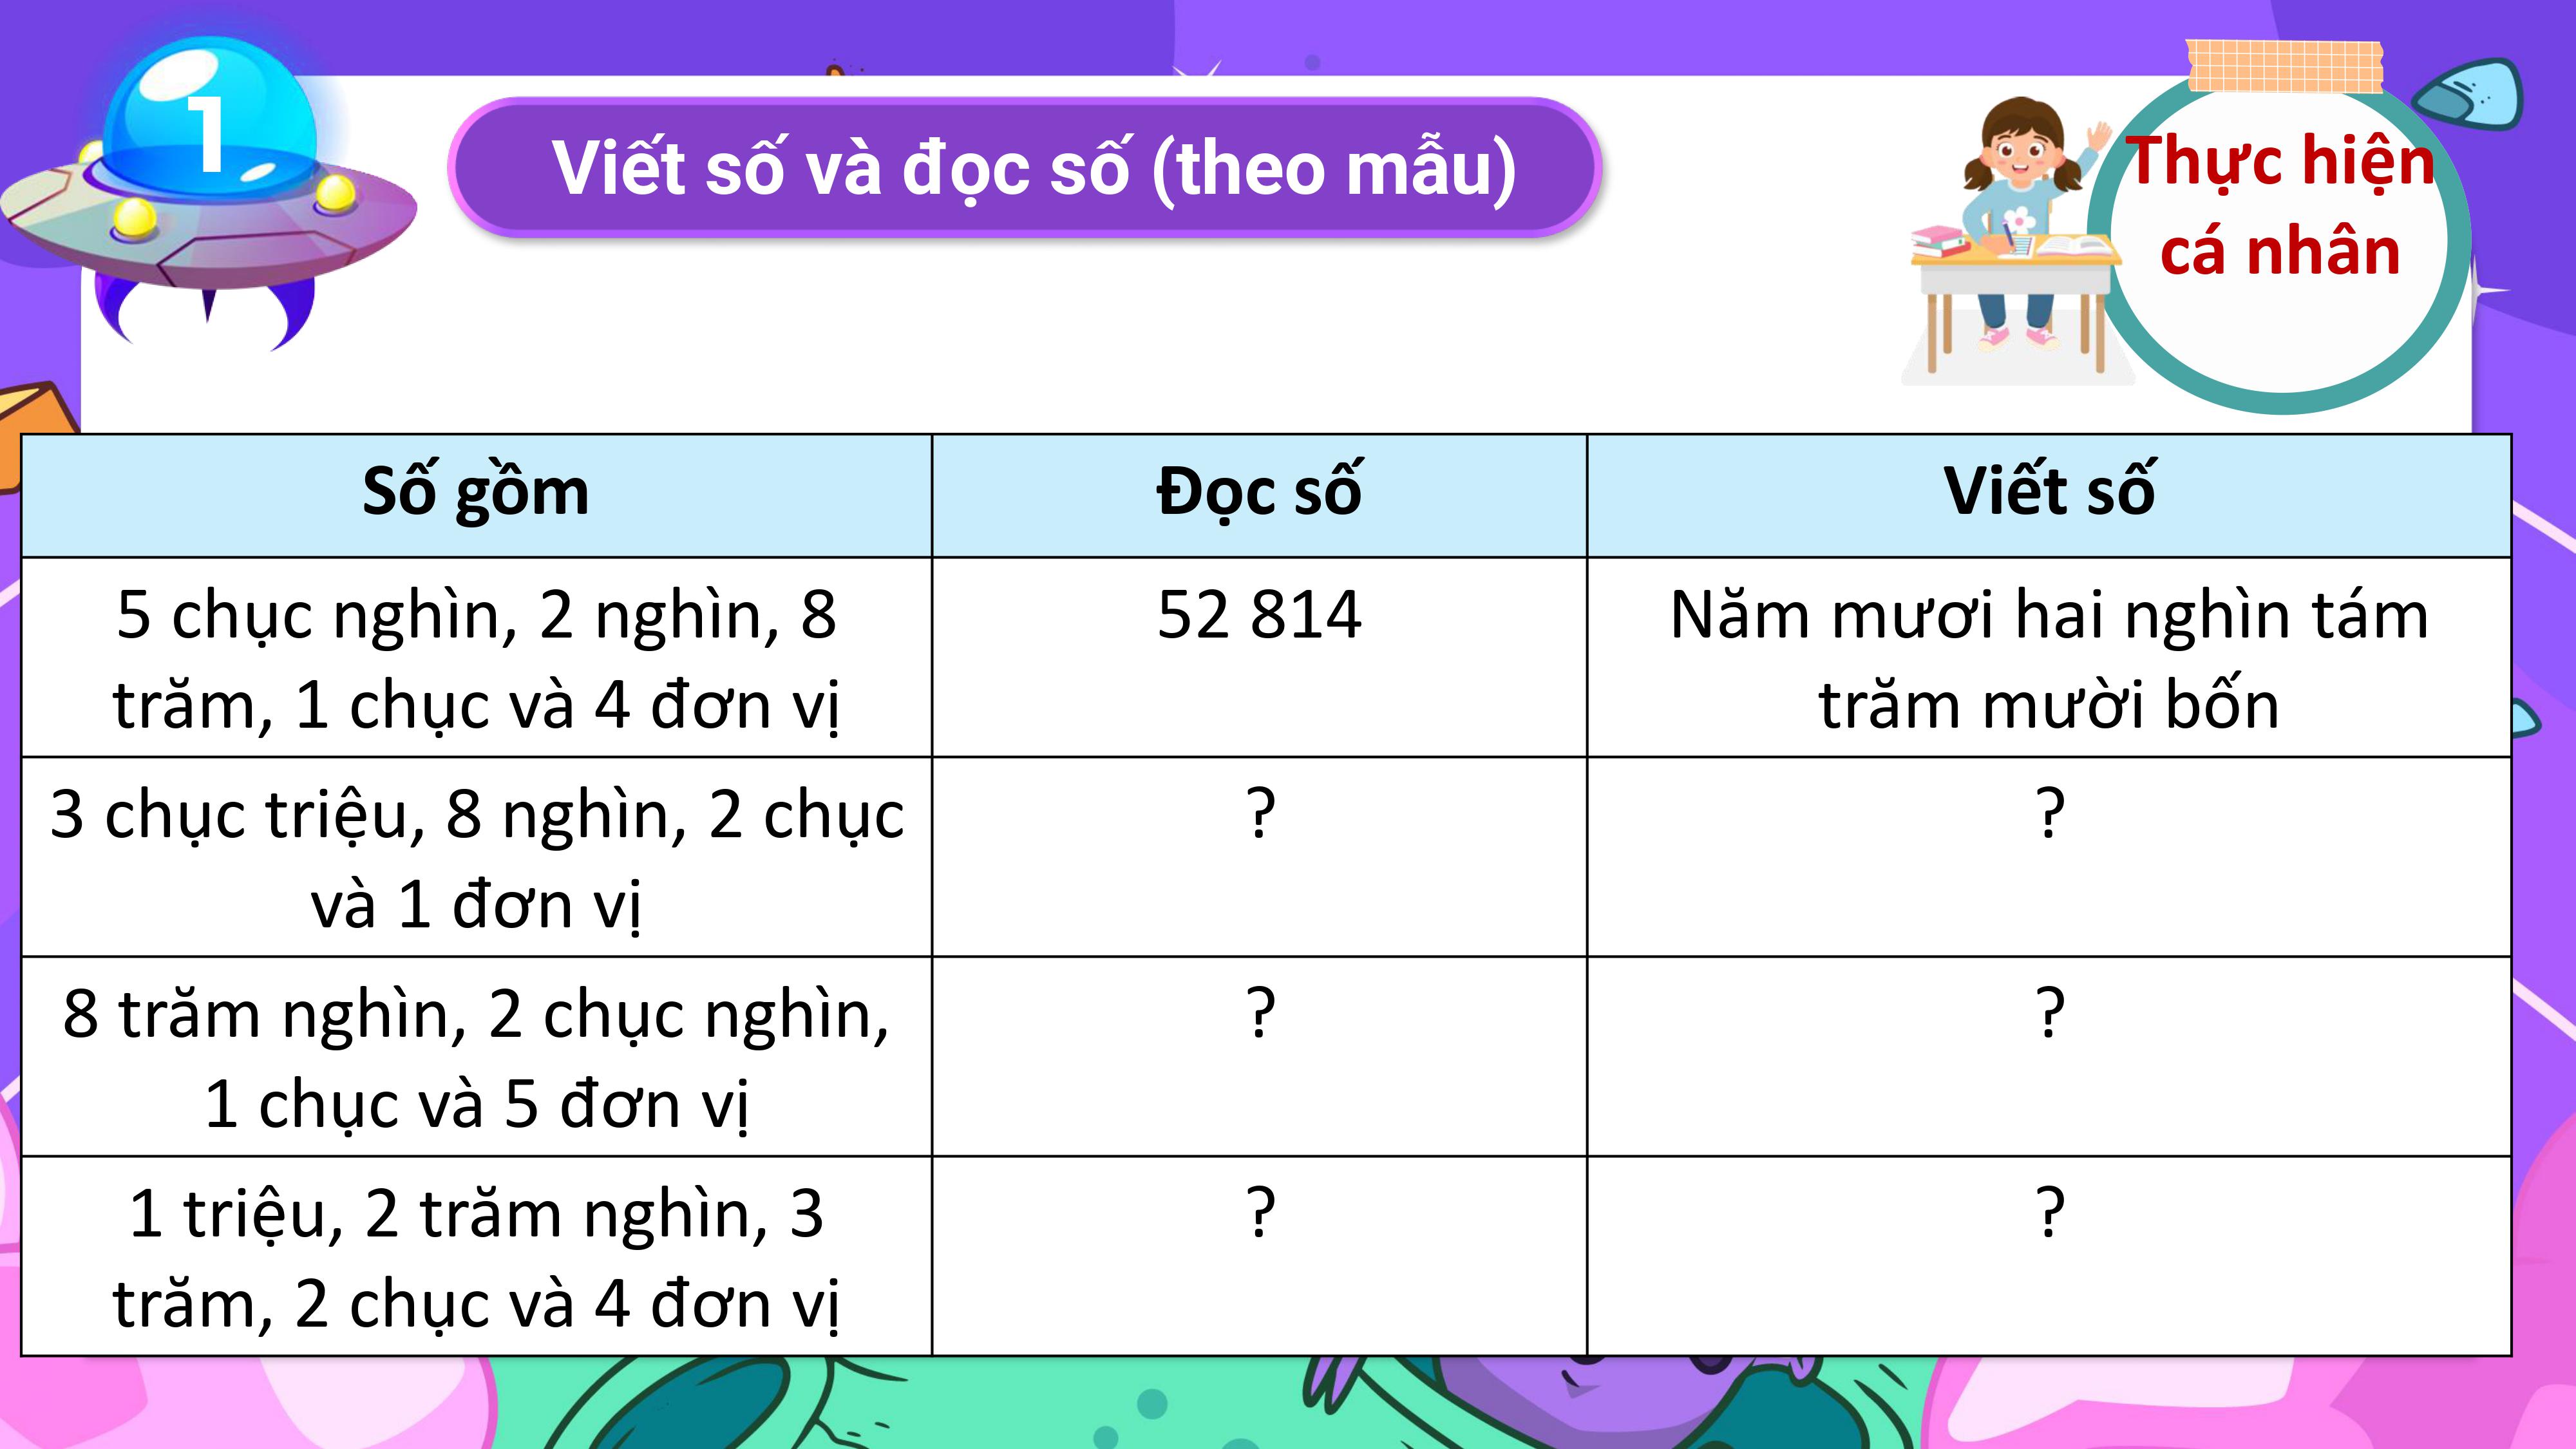 1
Viết số và đọc số (theo mẫu)
Thực hiện
cá nhân
Số gồm
Đọc số
Viết số
5 chục nghìn, 2 nghìn, 8
trăm, 1 chục và 4 đơn vị
52 814
Năm mươi hai nghìn tám
trăm mười bốn
3 chục triệu, 8 nghìn, 2 chục
và 1 đơn vị
?
?
8 trăm nghìn, 2 chục nghìn,
1 chục và 5 đơn vị
?
?
1 triệu, 2 trăm nghìn, 3
trăm, 2 chục và 4 đơn vị
?
?